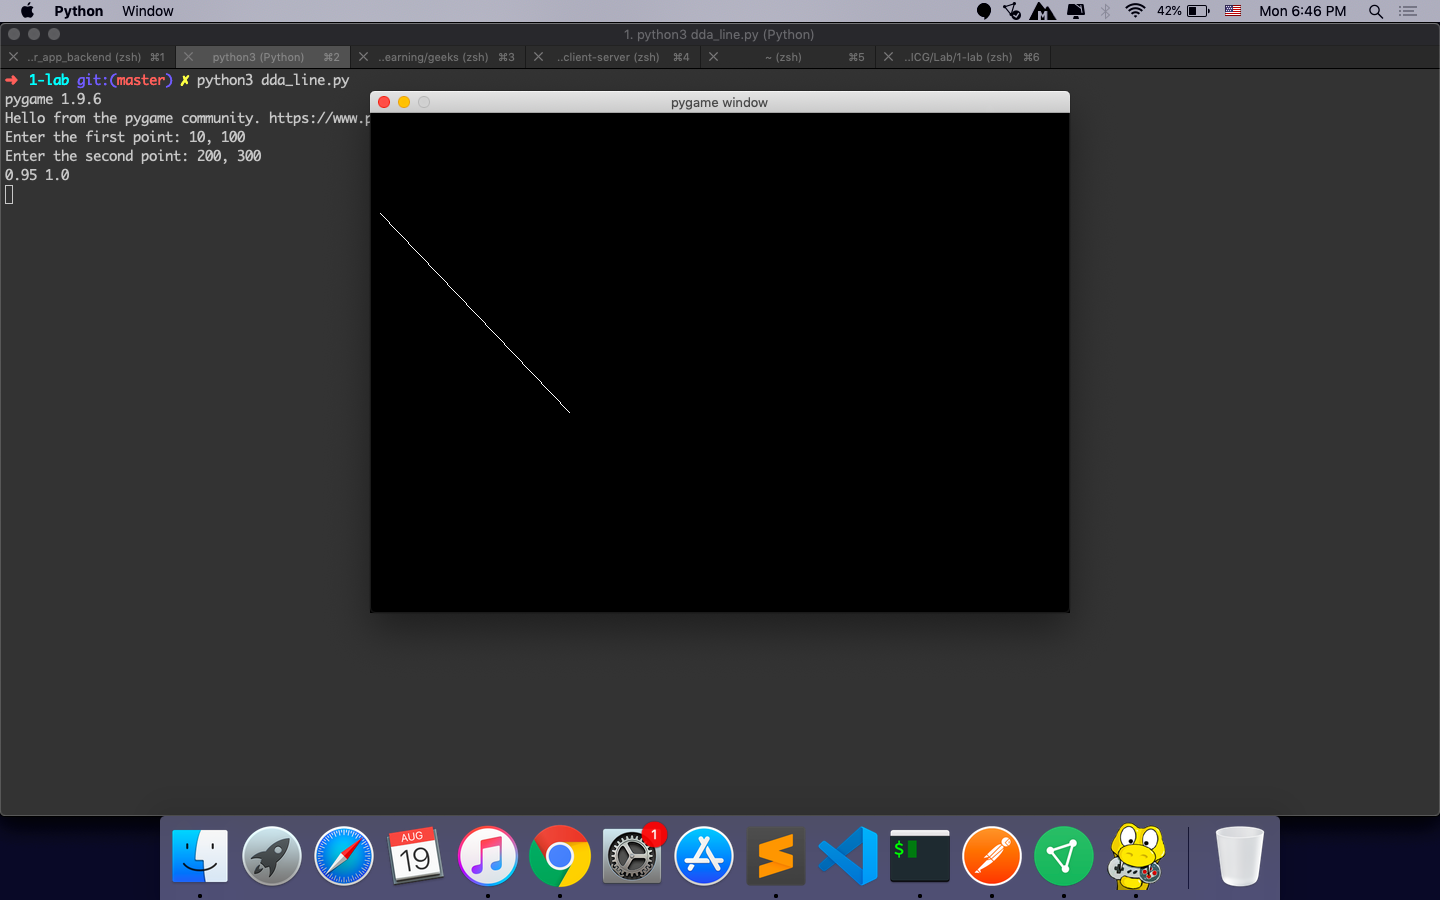 Python Window 42% Mon 6:46 PM
1. python3 dda_line.py (Python)
..r_app_backend (zsh) ⌘1 python3 (Python) ⌘2 ..earning/geeks (zsh) ⌘3 ..client-server (zsh) ⌘4 ~ (zsh) ⌘5 ..ICG/Lab/1-lab (zsh) ⌘6
➜ 1-lab git:(master) ✗ python3 dda_line.py
pygame 1.9.6
Hello from the pygame community. https://www.p
Enter the first point: 10, 100
Enter the second point: 200, 300
0.95 1.0
pygame window
AUG
19
1
$